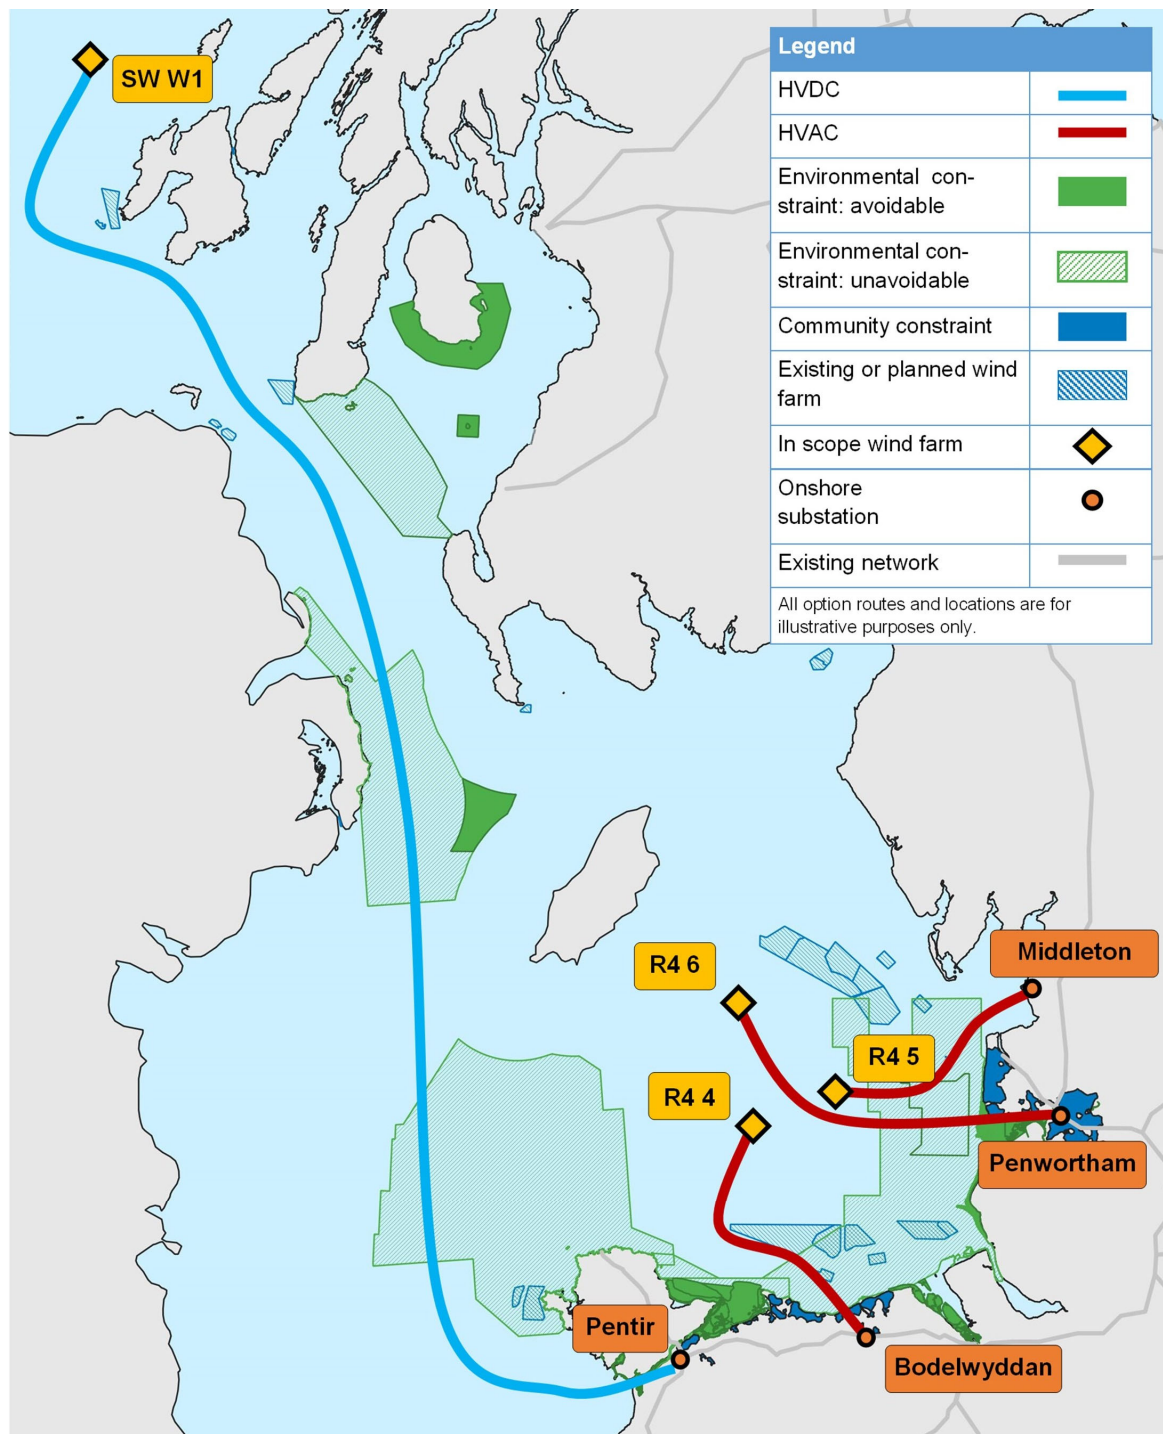 SW W1
Legend
HVDC
HVAC
Environmental con-
straint: avoidable
Environmental con-
straint: unavoidable
Community constraint
Existing or planned wind
farm
In scope wind farm
Onshore
substation
Existing network
All option routes and locations are for
illustrative purposes only.
R4 6
Middleton
R4 5
R4 4
Penwortham
Pentir
Bodelwyddan